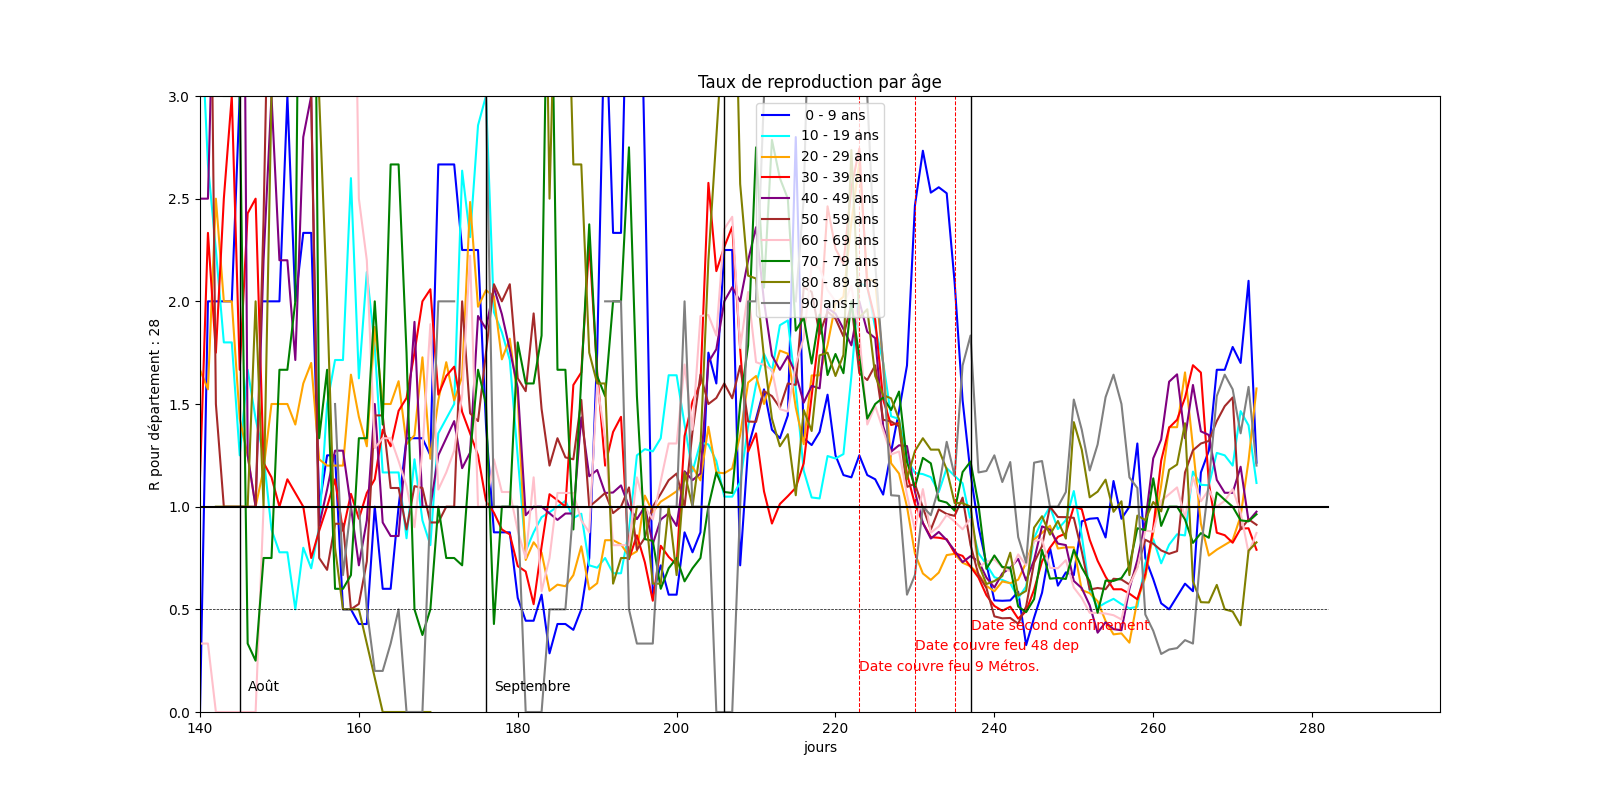 Taux de reproduction par âge
R pour département : 28
3.0
2.5
2.0
1.5
1.0
0.5
0.0
0 - 9 ans
10 - 19 ans
20 - 29 ans
30 - 39 ans
40 - 49 ans
50 - 59 ans
60 - 69 ans
70 - 79 ans
80 - 89 ans
90 ans+
Date second confinement
Date couvre feu 48 dep
Date couvre feu 9 Métros.
Août
Septembre
140 160 180 200 220 240 260 280
jours